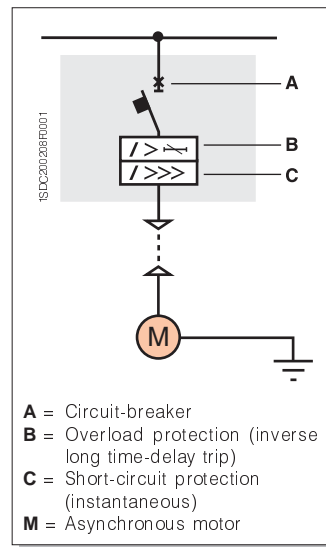 A
1SDC200208F0001
I >
B
I >>>
C
M
A = Circuit-breaker
B = Overload protection (inverse
long time-delay trip)
C = Short-circuit protection
(instantaneous)
M = Asynchronous motor